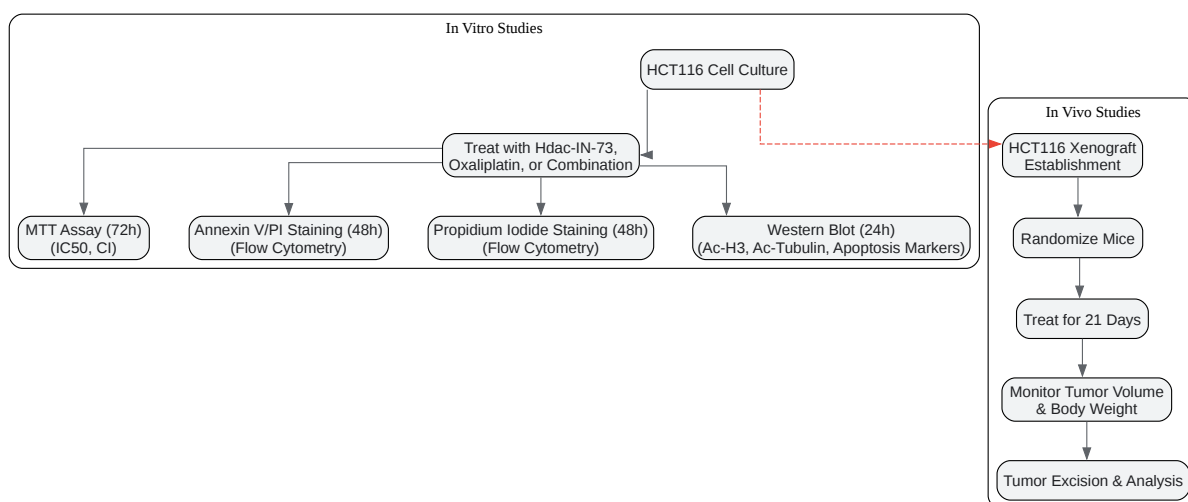 In Vitro Studies
HCT116 Cell Culture
Treat with Hdac-IN-73,
Oxaliplatin, or Combination
MTT Assay (72h)
(IC50, CI)
Annexin V/PI Staining (48h)
(Flow Cytometry)
Propidium Iodide Staining (48h)
(Flow Cytometry)
Western Blot (24h)
(Ac-H3, Ac-Tubulin, Apoptosis Markers)
In Vivo Studies
HCT116 Xenograft
Establishment
Randomize Mice
Treat for 21 Days
Monitor Tumor Volume
& Body Weight
Tumor Excision & Analysis